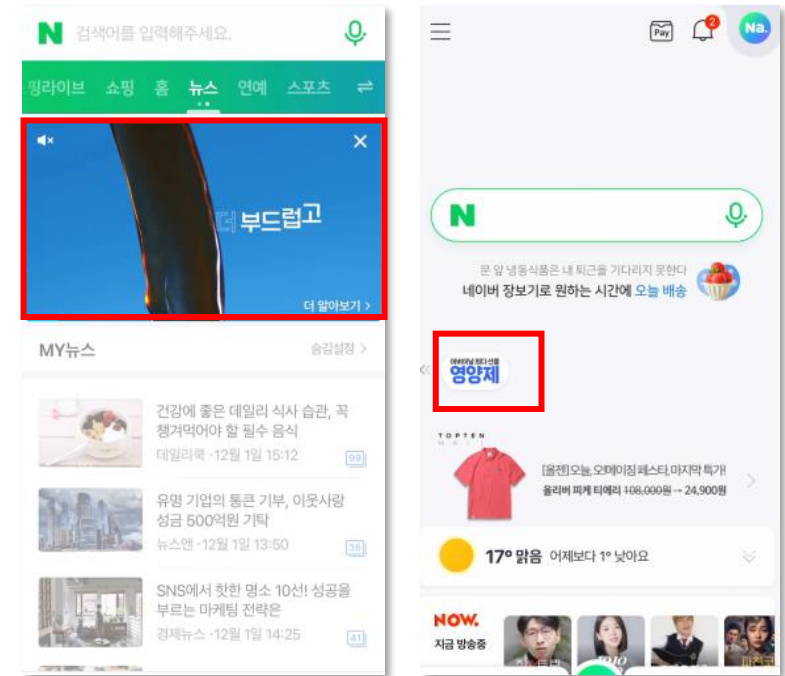 N 검색어를 입력해주세요.
핑라이브 쇼핑 홈 뉴스 연예 스포츠
더 부드럽고
더 알아보기 >
MY뉴스 숨김설정 >
건강에 좋은 데일리 식사 습관, 꼭
챙겨먹어야 할 필수 음식
데일리쿡 ·12월 1일 15:12 99
유명 기업의 통큰 기부, 이웃사랑
성금 500억원 기탁
뉴스앤 ·12월 1일 13:50 36
SNS에서 핫한 명소 10선! 성공을
부르는 마케팅 전략은
경제뉴스 ·12월 1일 14:25 41
Pay 2 Na.
N
문 앞 냉동식품은 내 퇴근을 기다리지 못한다
네이버 장보기로 원하는 시간에 오늘 배송
영양제
TOPTEN
MALL
[올젠] 오늘, 오!메이징 페스타, 마지막 특가!
올리버 피케 티에리 108,000원 → 24,900원
17° 맑음 어제보다 1° 낮아요
NOW.
지금 방송중